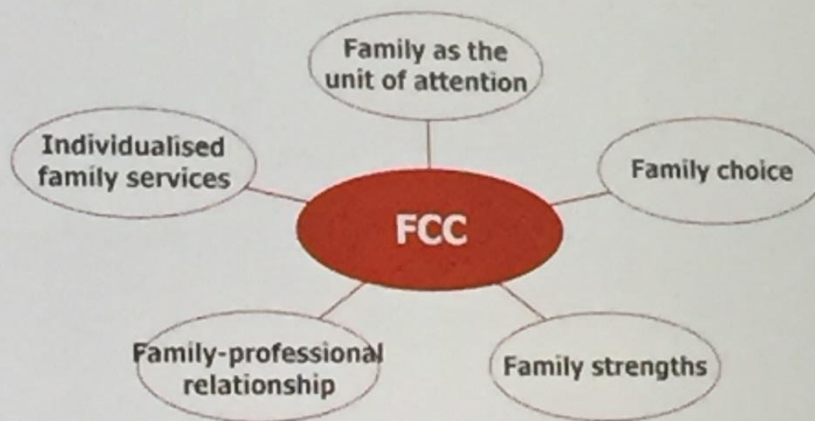 Family as the
unit of attention
Individualised
family services
Family choice
FCC
Family-professional
relationship
Family strengths